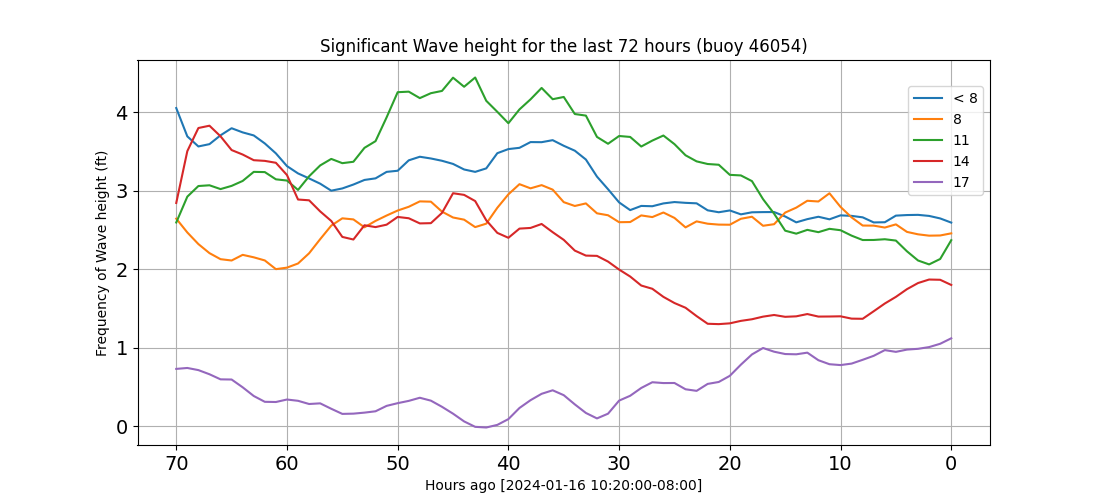 Significant Wave height for the last 72 hours (buoy 46054)
Frequency of Wave height (ft)
4
3
2
1
0
< 8
8
11
14
17
70 60 50 40 30 20 10 0
Hours ago [2024-01-16 10:20:00-08:00]